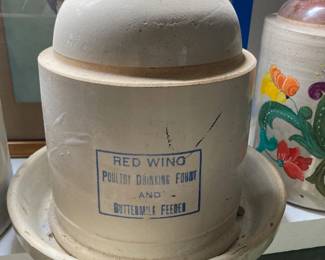 RED WING
POULTRY DRINKING FOUNT
AND
BUTTERMILK FEEDER